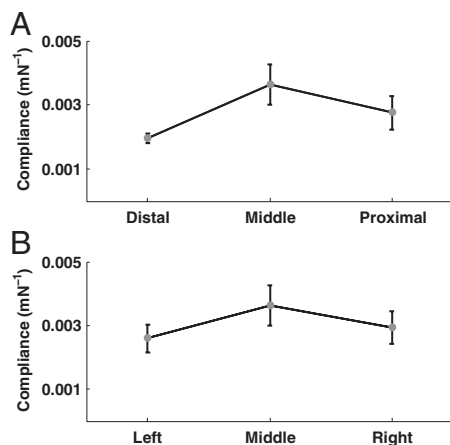 A
Compliance (mN⁻¹)
0.005
0.003
0.001
Distal Middle Proximal
B
Compliance (mN⁻¹)
0.005
0.003
0.001
Left Middle Right